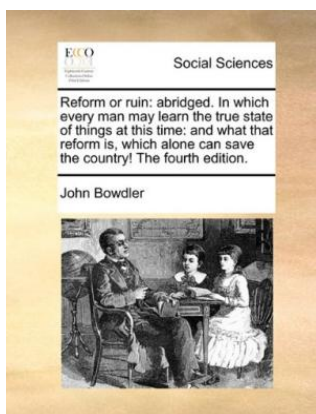 ECCO
Social Sciences
Reform or ruin: abridged. In which
every man may learn the true state
of things at this time: and what that
reform is, which alone can save
the country! The fourth edition.
John Bowdler